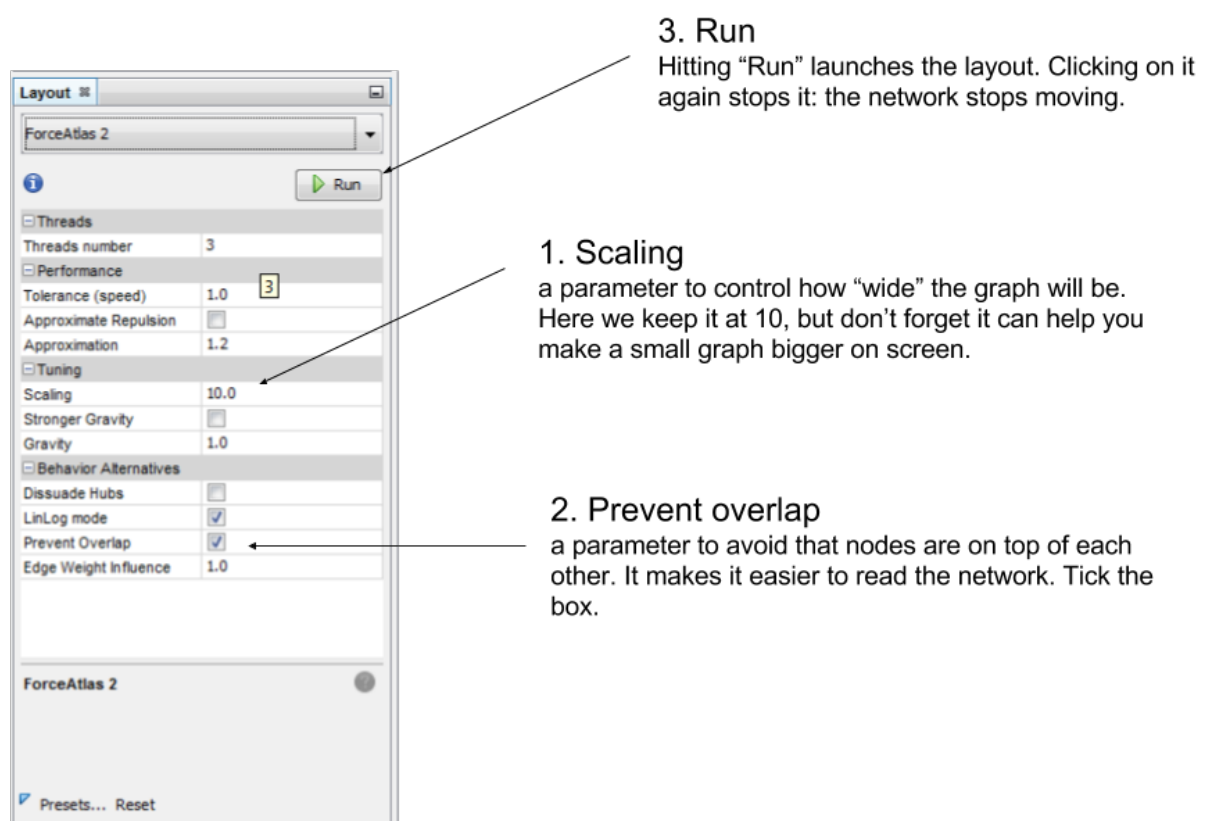 3. Run
Hitting “Run” launches the layout. Clicking on it
again stops it: the network stops moving.
Layout
ForceAtlas 2
Run
Threads
Threads number 3
Performance
Tolerance (speed) 1.0 3
Approximate Repulsion
Approximation 1.2
Tuning
Scaling 10.0
Stronger Gravity
Gravity 1.0
Behavior Alternatives
Dissuade Hubs
LinLog mode
Prevent Overlap
Edge Weight Influence 1.0
ForceAtlas 2
Presets... Reset
1. Scaling
a parameter to control how “wide” the graph will be.
Here we keep it at 10, but don’t forget it can help you
make a small graph bigger on screen.
2. Prevent overlap
a parameter to avoid that nodes are on top of each
other. It makes it easier to read the network. Tick the
box.